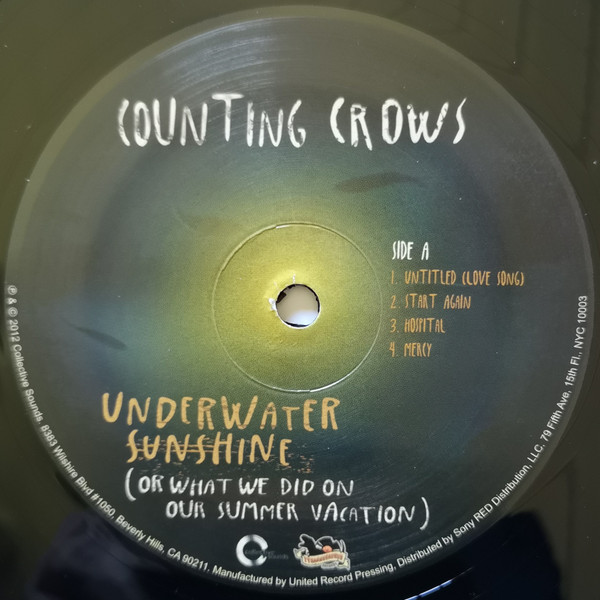 COUNTING CROWS
SIDE A
1. UNTITLED (LOVE SONG)
2. START AGAIN
3. HOSPITAL
4. MERCY
UNDERWATER
SUNSHINE
(OR WHAT WE DID ON
OUR SUMMER VACATION)
℗ & © 2012 Collective Sounds, 8383 Wilshire Blvd #1050, Beverly Hills, CA 90211, Manufactured by United Record Pressing, Distributed by Sony RED Distribution, LLC, 79 Fifth Ave, 15th Fl., NYC 10003